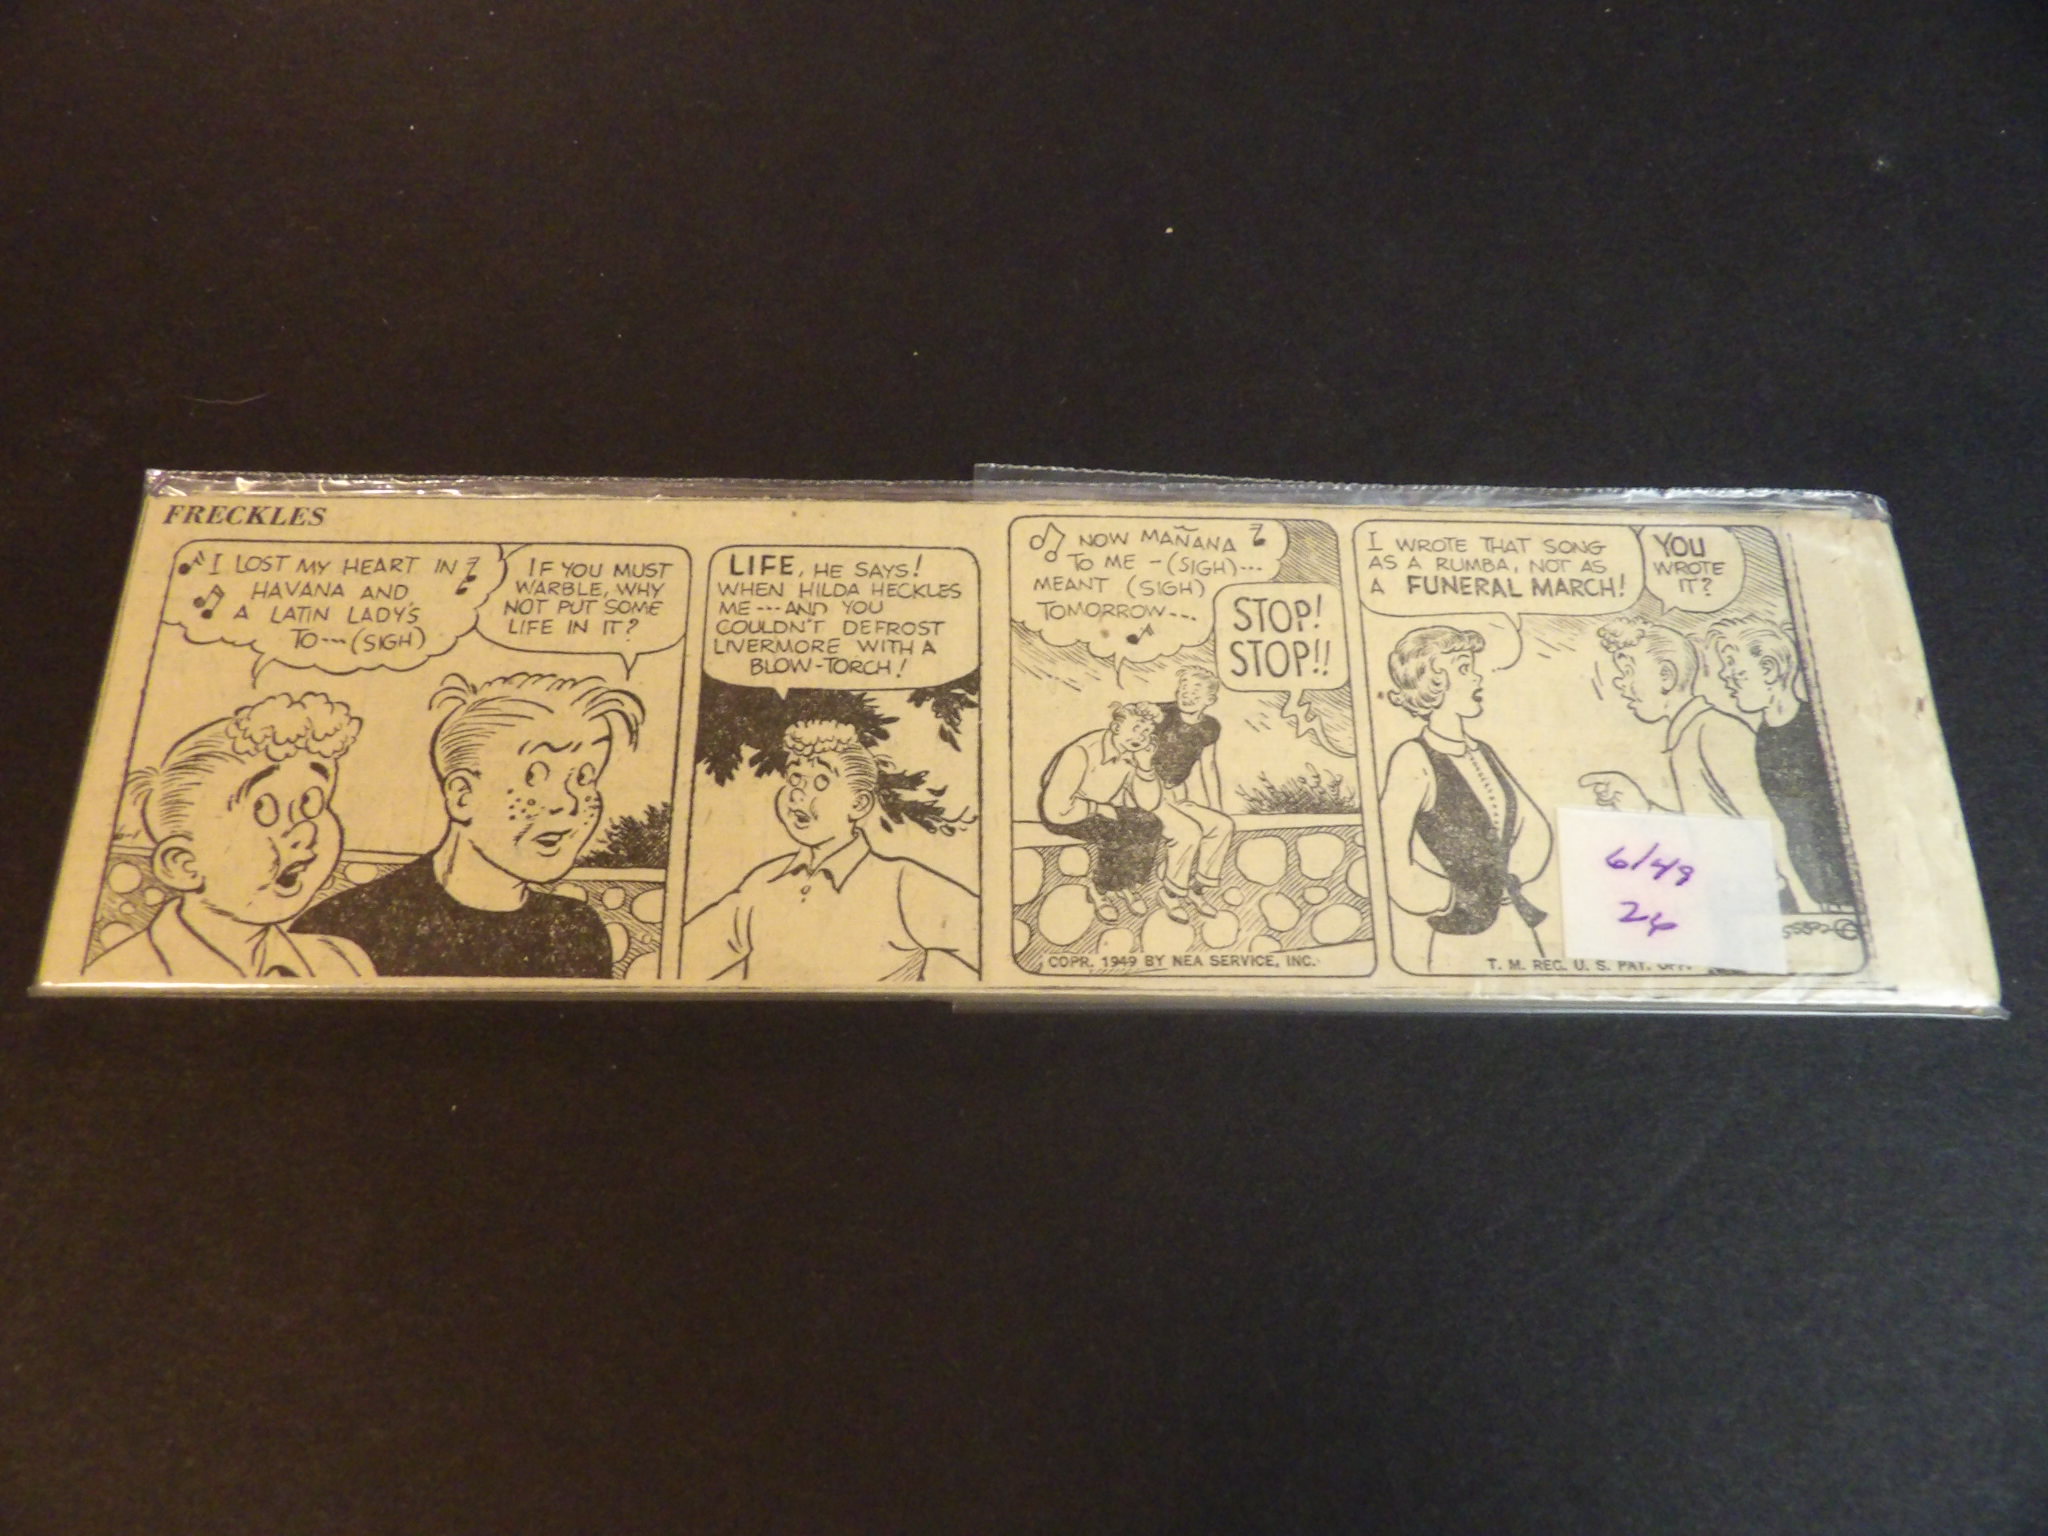 FRECKLES
I LOST MY HEART IN
HAVANA AND
A LATIN LADY'S
TO---(SIGH)
IF YOU MUST
WARBLE, WHY
NOT PUT SOME
LIFE IN IT?
LIFE, HE SAYS!
WHEN HILDA HECKLES
ME---AND YOU
COULDN'T DEFROST
LIVERMORE WITH A
BLOW-TORCH!
NOW MAÑANA
TO ME -(SIGH)---
MEANT (SIGH)
TOMORROW---
STOP!
STOP!!
COPR. 1949 BY NEA SERVICE, INC.
I WROTE THAT SONG
AS A RUMBA, NOT AS
A FUNERAL MARCH!
YOU
WROTE
IT?
6/49
26
T. M. REG. U. S. PAT. OFF.